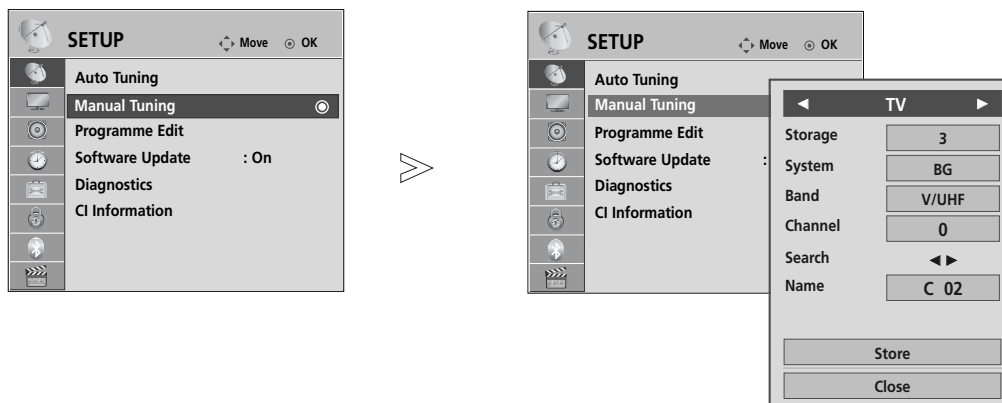 SETUP Move OK
Auto Tuning
Manual Tuning
Programme Edit
Software Update : On
Diagnostics
CI Information
SETUP Move OK
Auto Tuning
Manual Tuning
Programme Edit
Software Update :
Diagnostics
CI Information
◀ TV ▶
Storage 3
System BG
Band V/UHF
Channel 0
Search ◀ ▶
Name C 02
Store
Close